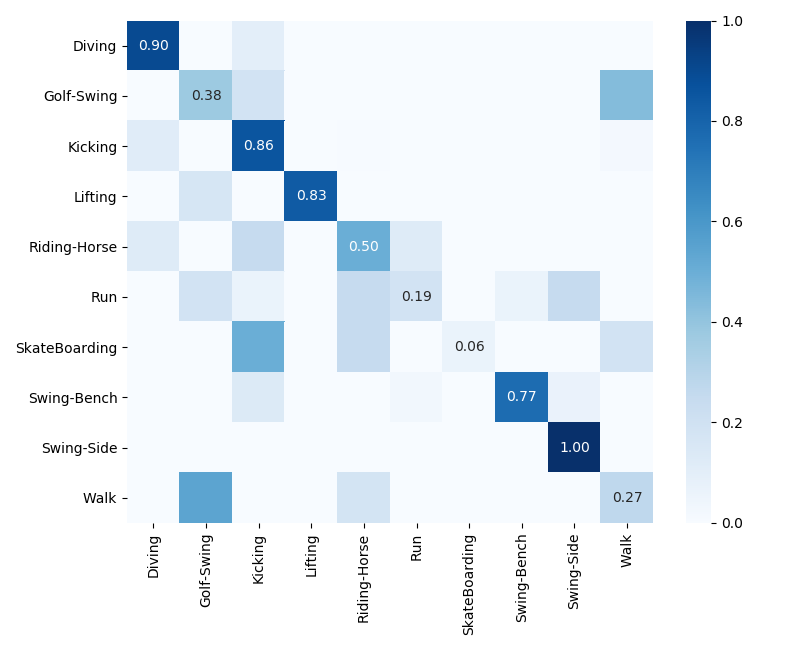 Diving 0.90
Golf-Swing 0.38
Kicking 0.86
Lifting 0.83
Riding-Horse 0.50
Run 0.19
SkateBoarding 0.06
Swing-Bench 0.77
Swing-Side 1.00
Walk 0.27
Diving
Golf-Swing
Kicking
Lifting
Riding-Horse
Run
SkateBoarding
Swing-Bench
Swing-Side
Walk
1.0
0.8
0.6
0.4
0.2
0.0